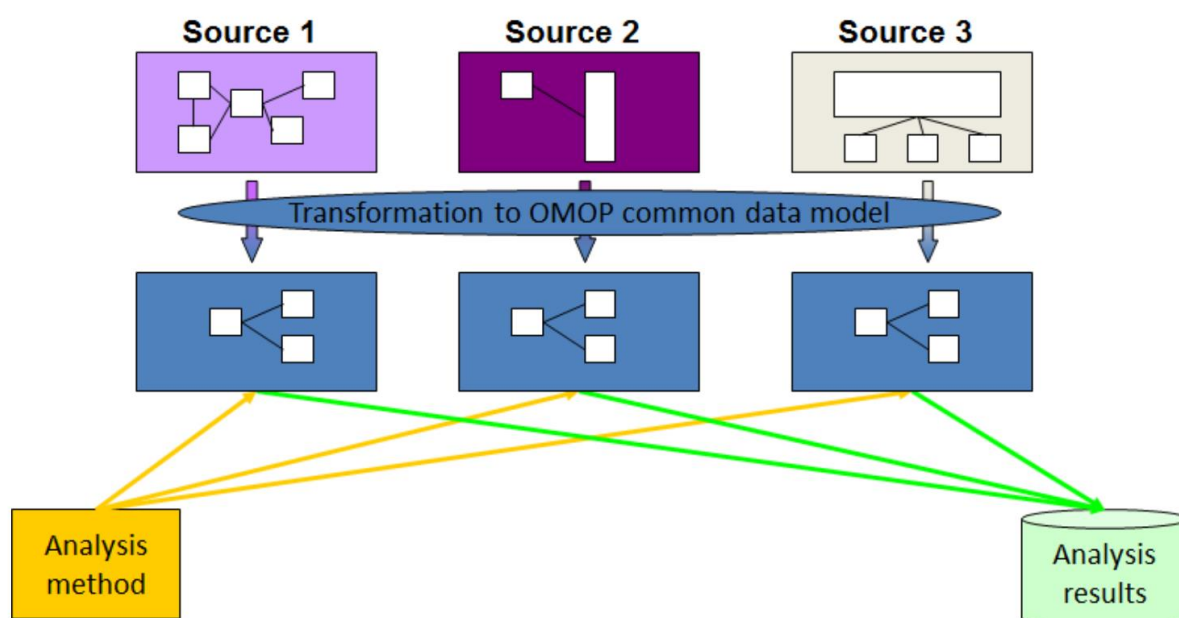 Source 1
Source 2
Source 3
Transformation to OMOP common data model
Analysis
method
Analysis
results